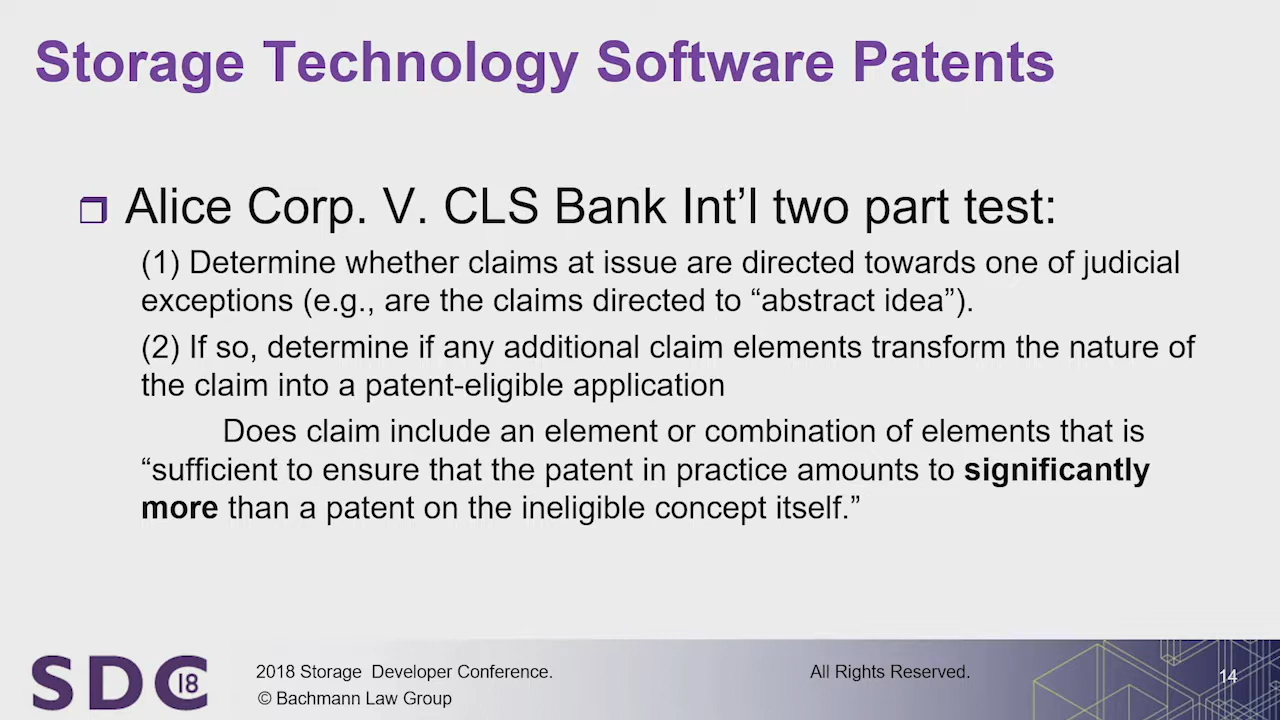 Storage Technology Software Patents
Alice Corp. V. CLS Bank Int’l two part test:
(1) Determine whether claims at issue are directed towards one of judicial
exceptions (e.g., are the claims directed to “abstract idea”).
(2) If so, determine if any additional claim elements transform the nature of
the claim into a patent-eligible application
Does claim include an element or combination of elements that is
“sufficient to ensure that the patent in practice amounts to significantly
more than a patent on the ineligible concept itself.”
SDC 18
2018 Storage  Developer Conference.
© Bachmann Law Group
All Rights Reserved.
14